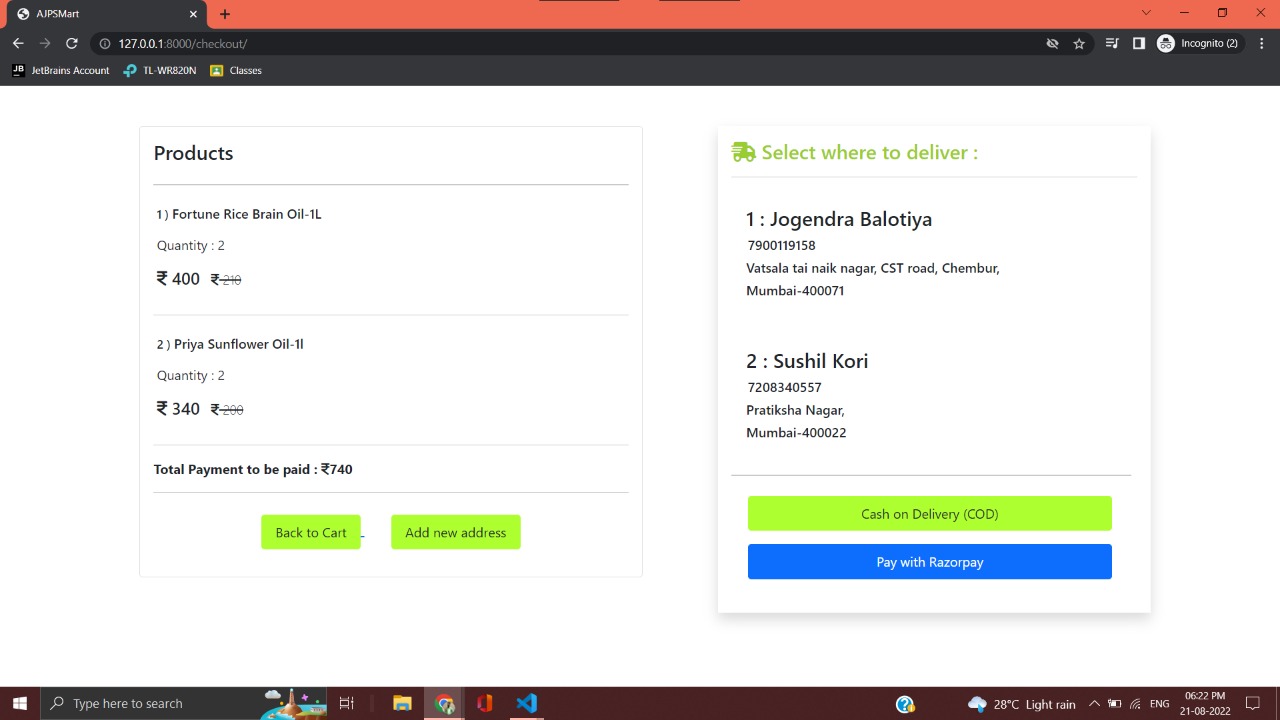 AJPSMart
127.0.0.1:8000/checkout/
Incognito (2)
JB JetBrains Account TL-WR820N Classes
Products
1 ) Fortune Rice Brain Oil-1L
Quantity : 2
₹ 400 ₹ 210
2 ) Priya Sunflower Oil-1l
Quantity : 2
₹ 340 ₹ 200
Total Payment to be paid : ₹740
Back to Cart Add new address
Select where to deliver :
1 : Jogendra Balotiya
7900119158
Vatsala tai naik nagar, CST road, Chembur,
Mumbai-400071
2 : Sushil Kori
7208340557
Pratiksha Nagar,
Mumbai-400022
Cash on Delivery (COD)
Pay with Razorpay
Type here to search
28°C Light rain
ENG
06:22 PM
21-08-2022